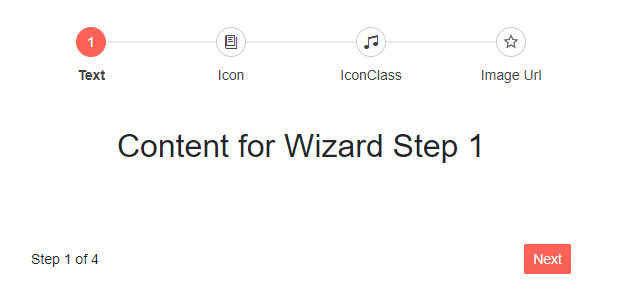 1
Text Icon IconClass Image Url
Content for Wizard Step 1
Step 1 of 4 Next